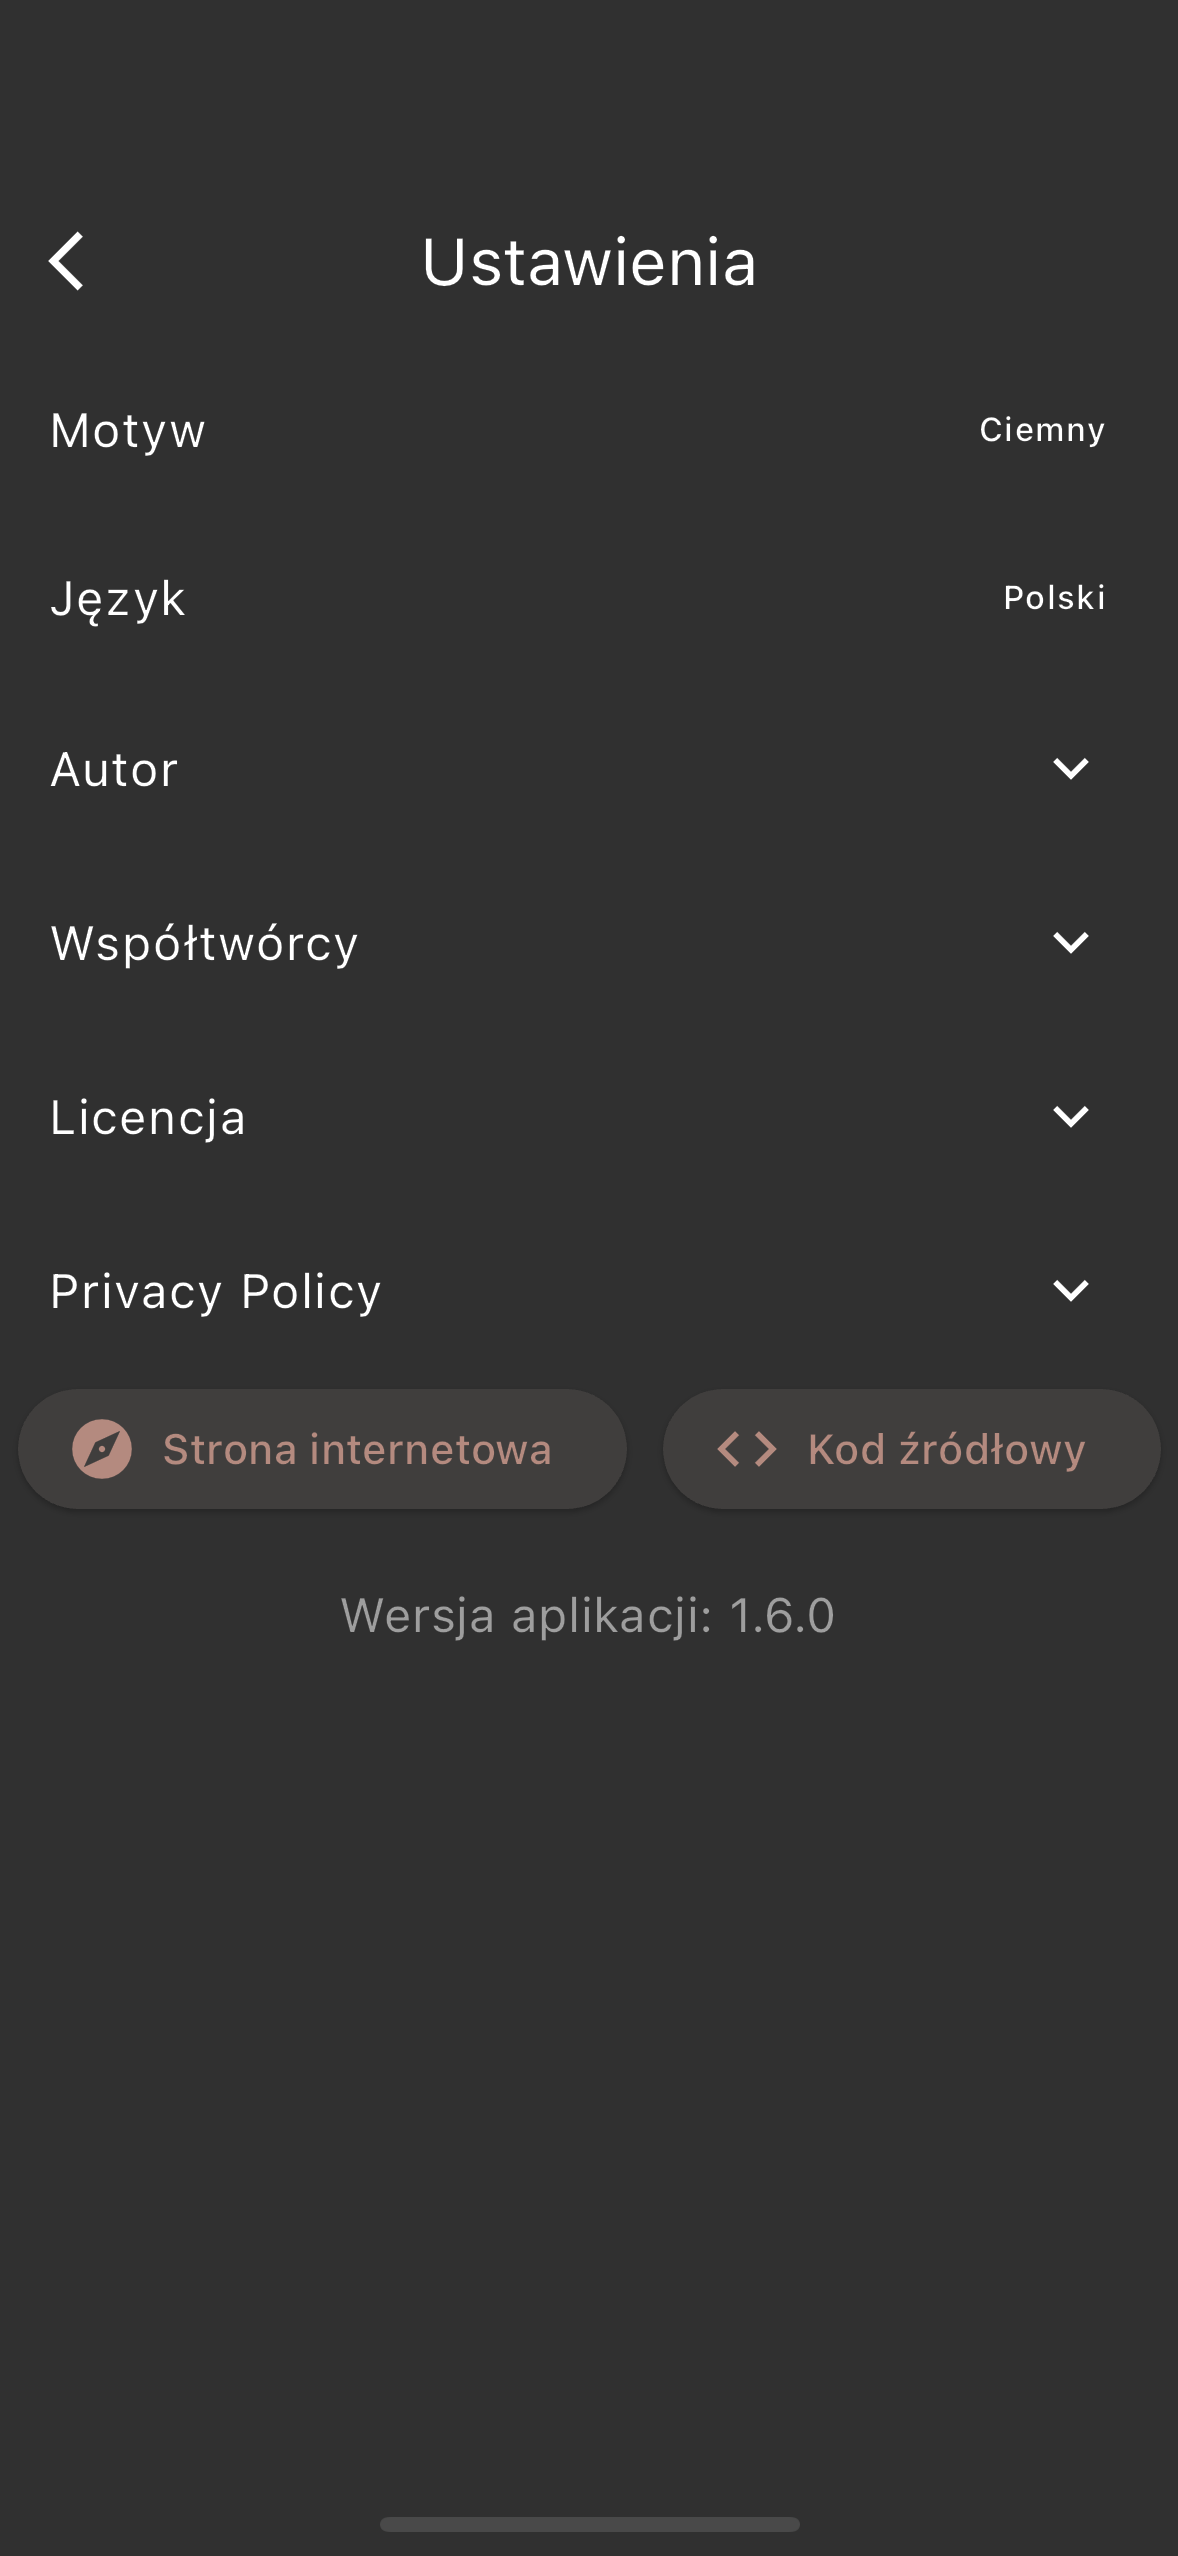 Ustawienia
Motyw Ciemny
Język Polski
Autor
Współtwórcy
Licencja
Privacy Policy
Strona internetowa Kod źródłowy
Wersja aplikacji: 1.6.0